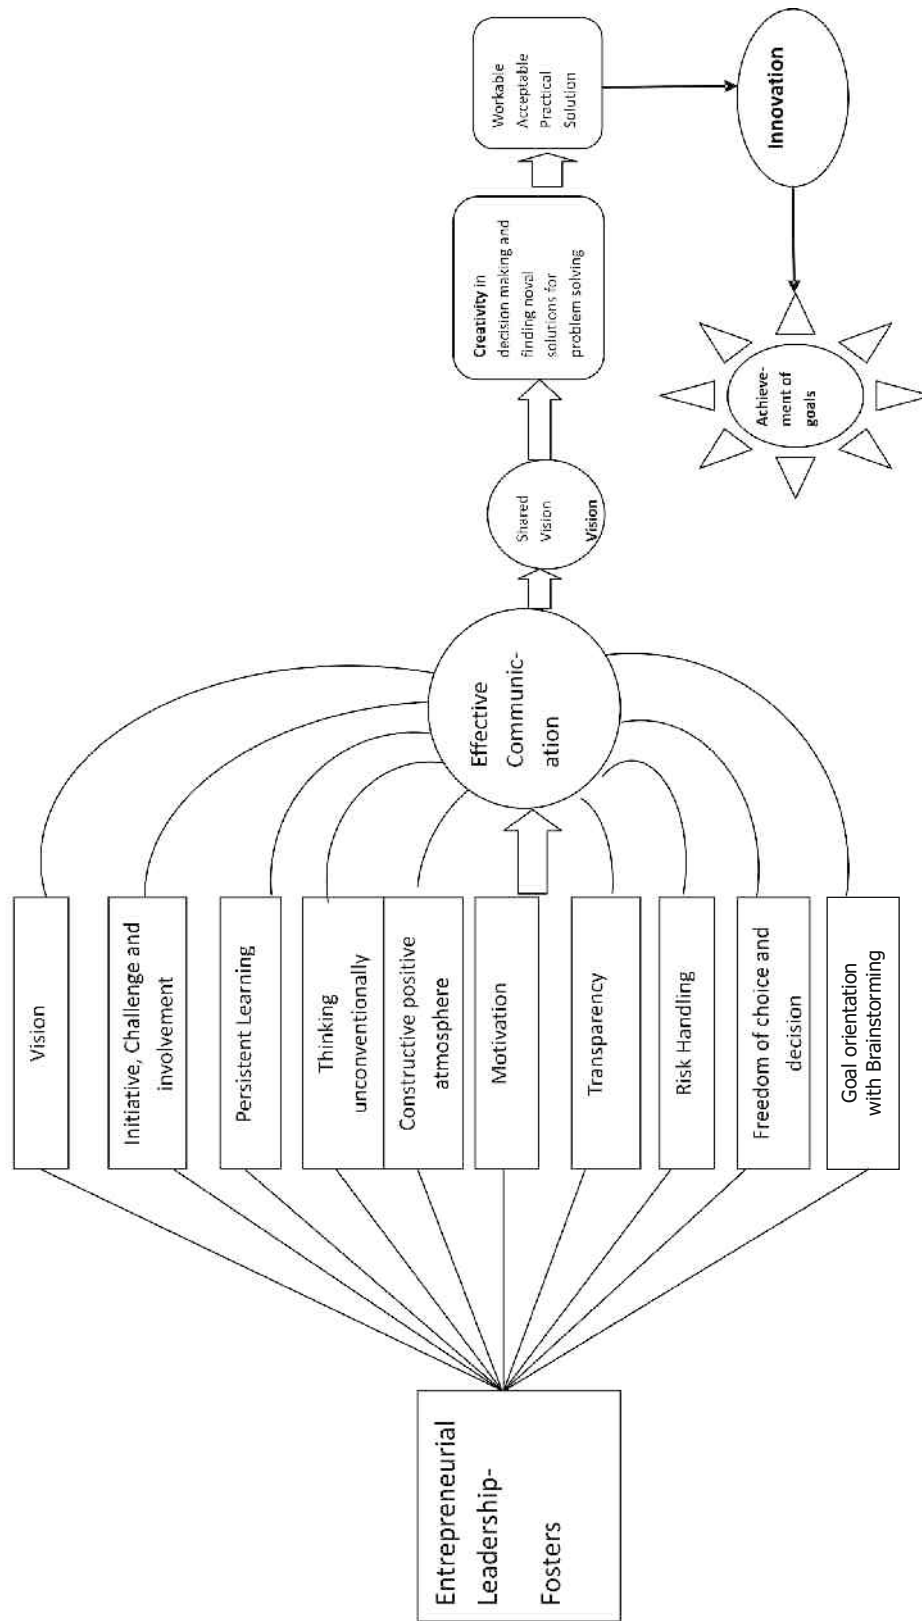 Entrepreneurial
Leadership-
Fosters
Vision
Initiative, Challenge and
involvement
Persistent Learning
Thinking
unconventionally
Constructive positive
atmosphere
Motivation
Transparency
Risk Handling
Freedom of choice and
decision
Goal orientation
with Brainstorming
Effective
Communic-
ation
Shared
Vision
Vision
Creativity in
decision making and
finding noval
solutions for
problem solving
Workable
Acceptable
Practical
Solution
Innovation
Achieve-
ment of
goals